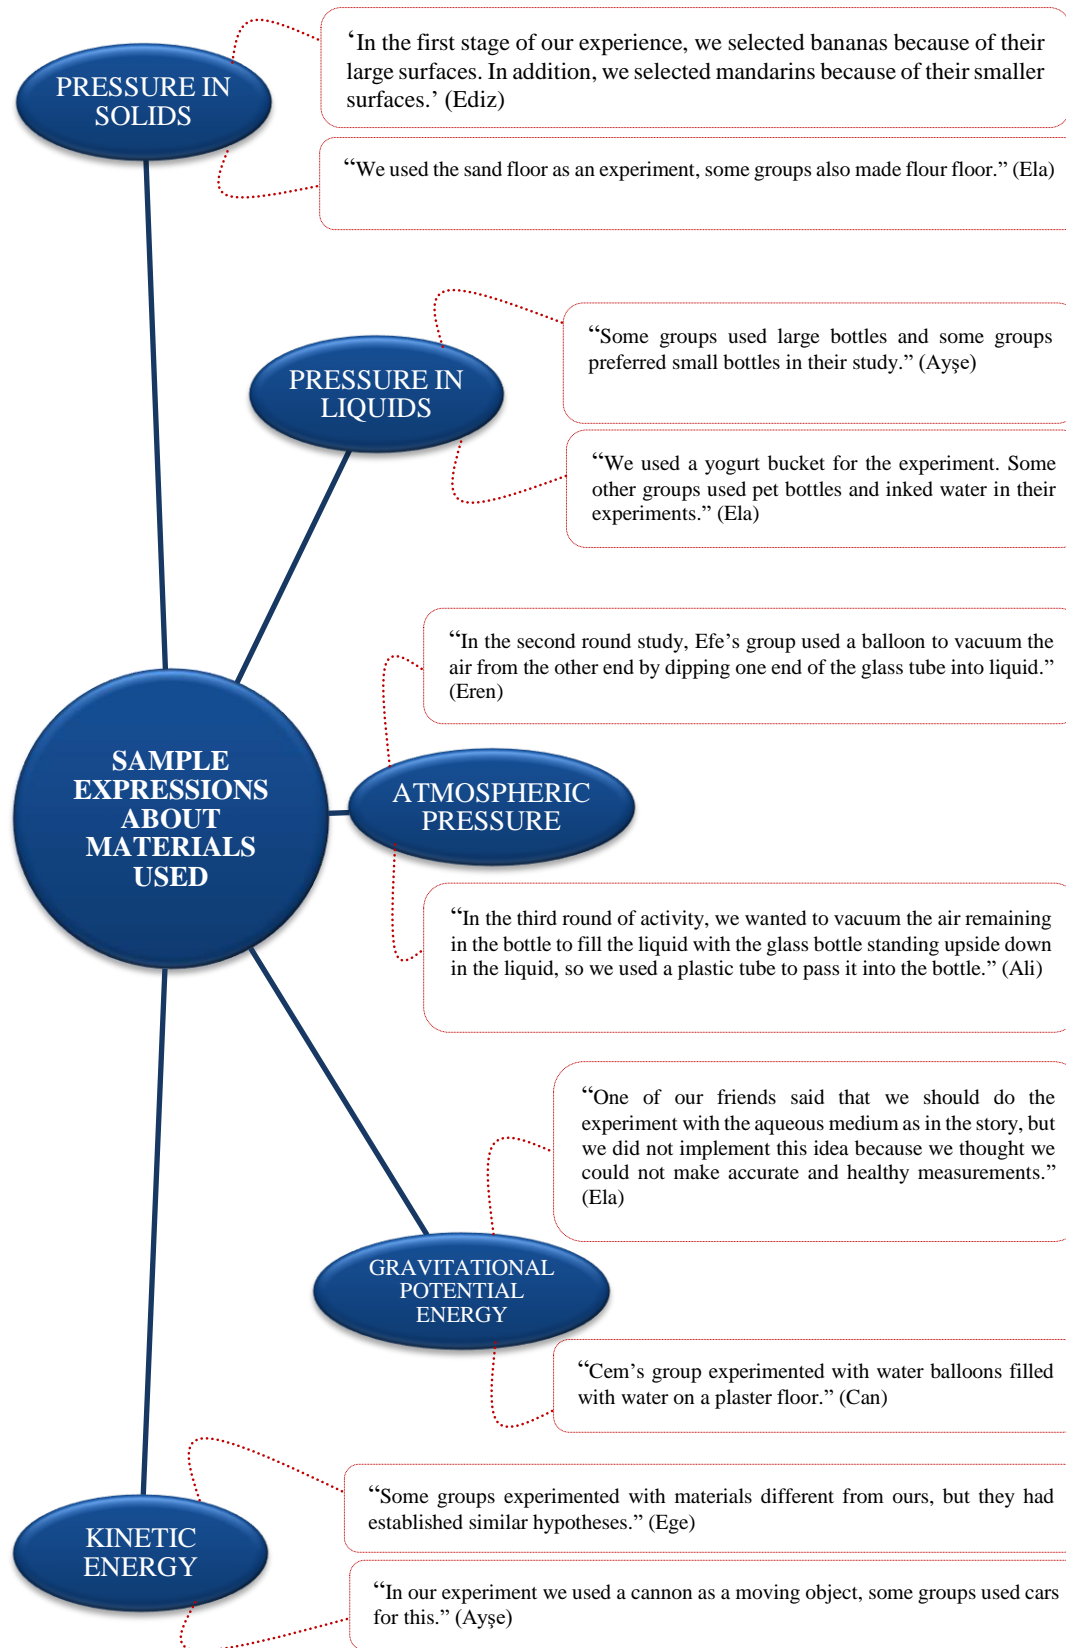 PRESSURE IN
SOLIDS
‘In the first stage of our experience, we selected bananas because of their
large surfaces. In addition, we selected mandarins because of their smaller
surfaces.’ (Ediz)
“We used the sand floor as an experiment, some groups also made flour floor.” (Ela)
PRESSURE IN
LIQUIDS
“Some groups used large bottles and some groups
preferred small bottles in their study.” (Ayşe)
“We used a yogurt bucket for the experiment. Some
other groups used pet bottles and inked water in their
experiments.” (Ela)
SAMPLE
EXPRESSIONS
ABOUT
MATERIALS
USED
“In the second round study, Efe’s group used a balloon to vacuum the
air from the other end by dipping one end of the glass tube into liquid.”
(Eren)
ATMOSPHERIC
PRESSURE
“In the third round of activity, we wanted to vacuum the air remaining
in the bottle to fill the liquid with the glass bottle standing upside down
in the liquid, so we used a plastic tube to pass it into the bottle.” (Ali)
“One of our friends said that we should do the
experiment with the aqueous medium as in the story, but
we did not implement this idea because we thought we
could not make accurate and healthy measurements.”
(Ela)
GRAVITATIONAL
POTENTIAL
ENERGY
“Cem’s group experimented with water balloons filled
with water on a plaster floor.” (Can)
KINETIC
ENERGY
“Some groups experimented with materials different from ours, but they had
established similar hypotheses.” (Ege)
“In our experiment we used a cannon as a moving object, some groups used cars
for this.” (Ayşe)